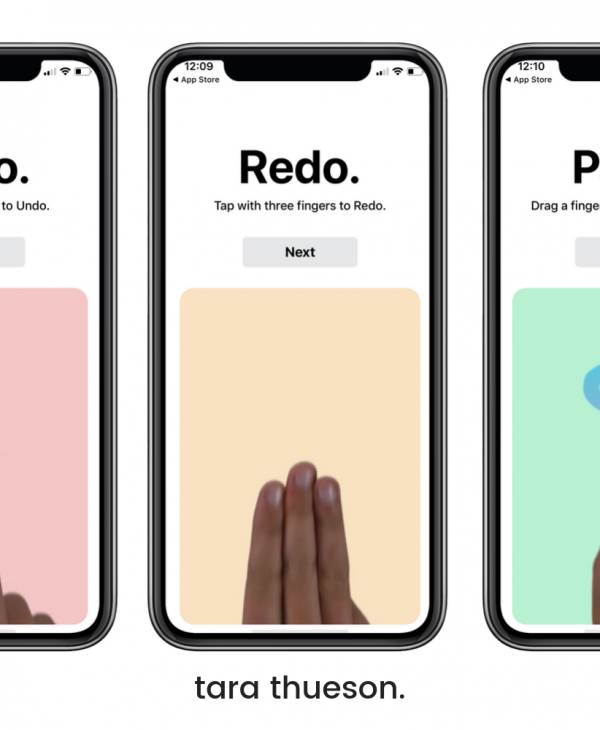 o.
to Undo.
12:09
◀ App Store
Redo.
Tap with three fingers to Redo.
Next
12:10
◀ App Store
P
Drag a finge
tara thueson.